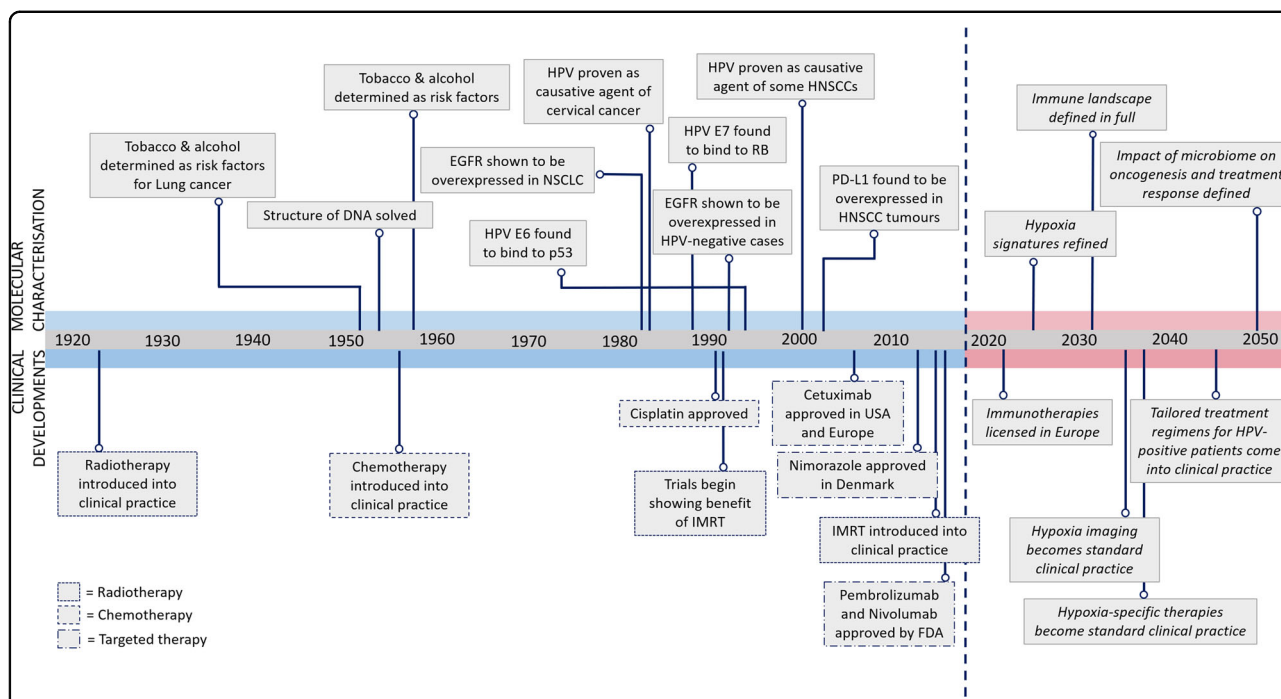 MOLECULAR
CHARACTERISATION
Tobacco & alcohol
determined as risk factors
for Lung cancer
Structure of DNA solved
Tobacco & alcohol
determined as risk factors
EGFR shown to be
overexpressed in NSCLC
HPV E6 found
to bind to p53
HPV proven as
causative agent of
cervical cancer
HPV E7 found
to bind to RB
EGFR shown to be
overexpressed in
HPV-negative cases
HPV proven as causative
agent of some HNSCCs
PD-L1 found to be
overexpressed in
HNSCC tumours
Hypoxia
signatures refined
Immune landscape
defined in full
Impact of microbiome on
oncogenesis and treatment
response defined
1920 1930 1940 1950 1960 1970 1980 1990 2000 2010 2020 2030 2040 2050
CLINICAL
DEVELOPMENTS
Radiotherapy
introduced into
clinical practice
Chemotherapy
introduced into
clinical practice
Cisplatin approved
Trials begin
showing benefit
of IMRT
Cetuximab
approved in USA
and Europe
Nimorazole approved
in Denmark
IMRT introduced into
clinical practice
Pembrolizumab
and Nivolumab
approved by FDA
Immunotherapies
licensed in Europe
Hypoxia imaging
becomes standard
clinical practice
Hypoxia-specific therapies
become standard clinical practice
Tailored treatment
regimens for HPV-
positive patients come
into clinical practice
= Radiotherapy
= Chemotherapy
= Targeted therapy